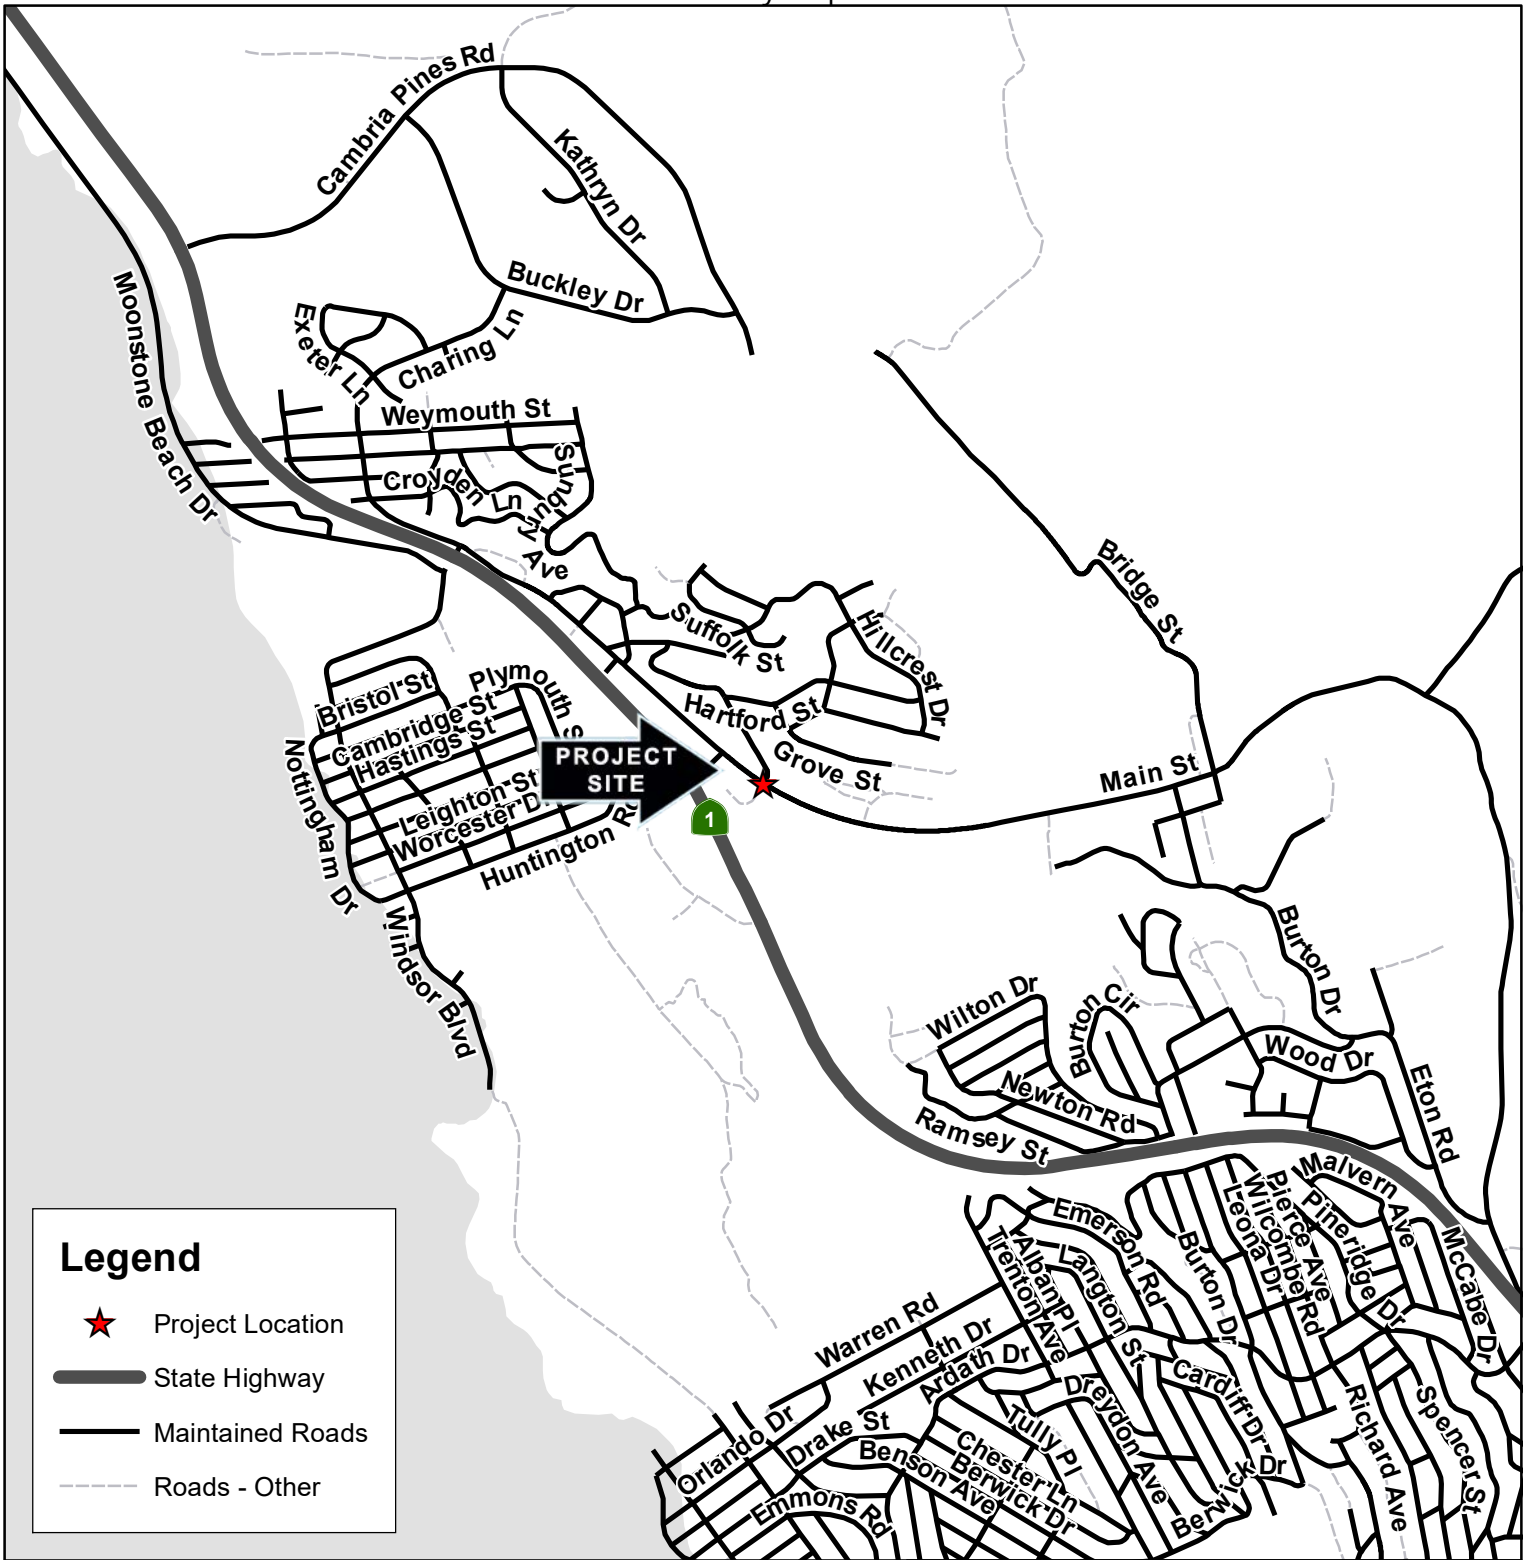 Cambria Pines Rd
Kathryn Dr
Buckley Dr
Moonstone Beach Dr
Exeter Ln
Charing Ln
Weymouth St
Croyden Ln
Sunbury Ave
Bridge St
Suffolk St
Hillcrest Dr
Plymouth S
Bristol St
Cambridge St
Hastings St
Hartford St
Grove St
PROJECT
SITE
Main St
Nottingham Dr
Leighton St
Worcester Dr
Huntington Rd
1
Windsor Blvd
Burton Dr
Wilton Dr
Burton Cir
Wood Dr
Newton Rd
Ramsey St
Eton Rd
Malvern Ave
Pierce Ave
Wilcombe Rd
Leona Dr
Pineridge Dr
McCabe Dr
Emerson Rd
Burton Dr
Alban Pl
Trenton Ave
Langton St
Warren Rd
Kenneth Dr
Ardath Dr
Cardiff Dr
Dreydon Ave
Tully Pl
Orlando Dr
Drake St
Benson Ave
Chester Ln
Berwick Dr
Berwick Dr
Emmons Rd
Richard Ave
Spencer St
Legend
Project Location
State Highway
Maintained Roads
Roads - Other